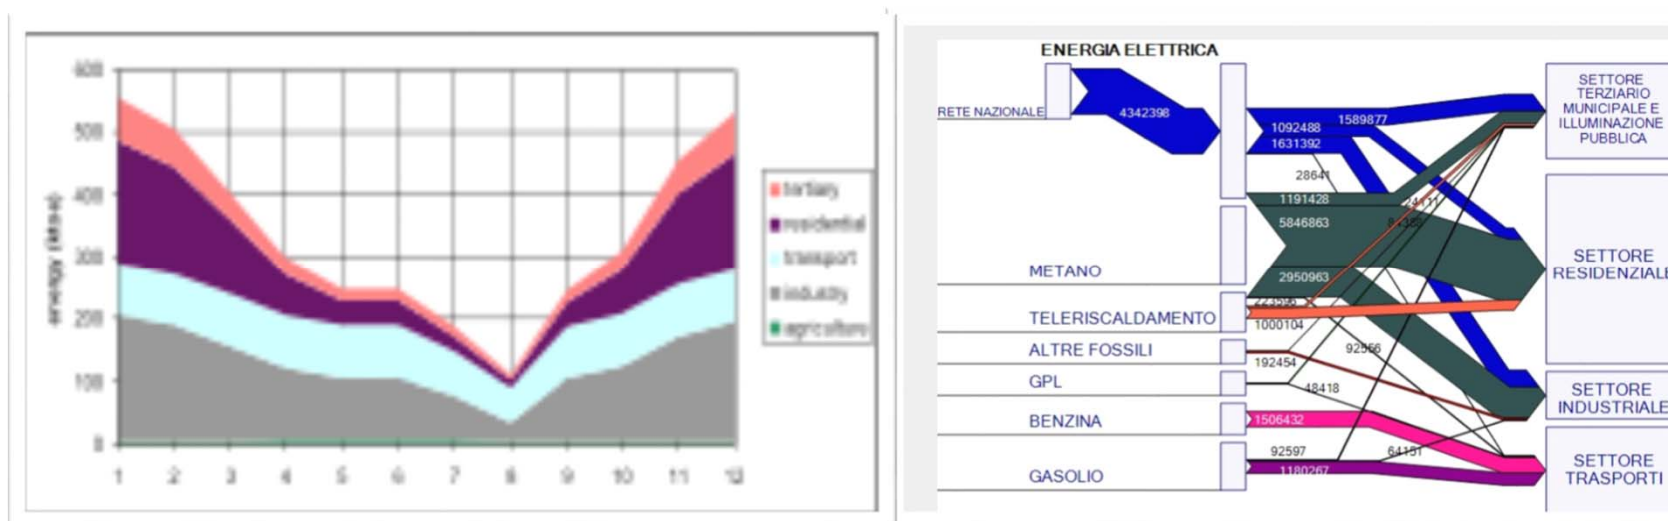 600
500
400
300
200
100
0
energy (ktoe)
1 2 3 4 5 6 7 8 9 10 11 12
tertiary
residential
transport
industry
agriculture
ENERGIA ELETTRICA
RETE NAZIONALE
4342398
1589877
1092488
1631392
28641
1191428
24111
5846863
METANO
2950963
TELERISCALDAMENTO
1000104
ALTRE FOSSILI
192454
92566
GPL
48418
BENZINA
1506432
92597
64151
GASOLIO
1180267
SETTORE
TERZIARIO
MUNICIPALE E
ILLUMINAZIONE
PUBBLICA
SETTORE
RESIDENZIALE
SETTORE
INDUSTRIALE
SETTORE
TRASPORTI